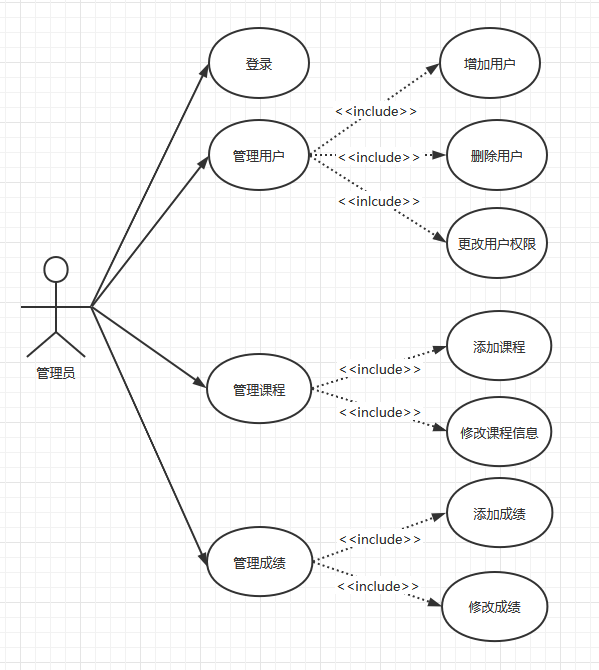 登录
增加用户
<<include>>
管理用户
<<include>>
删除用户
<<inlcude>>
更改用户权限
管理员
添加课程
<<include>>
管理课程
<<include>>
修改课程信息
添加成绩
<<include>>
管理成绩
<<include>>
修改成绩